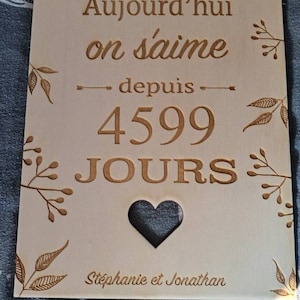 Aujourd'hui
on s'aime
depuis
4599
JOURS
Stéphanie et Jonathan